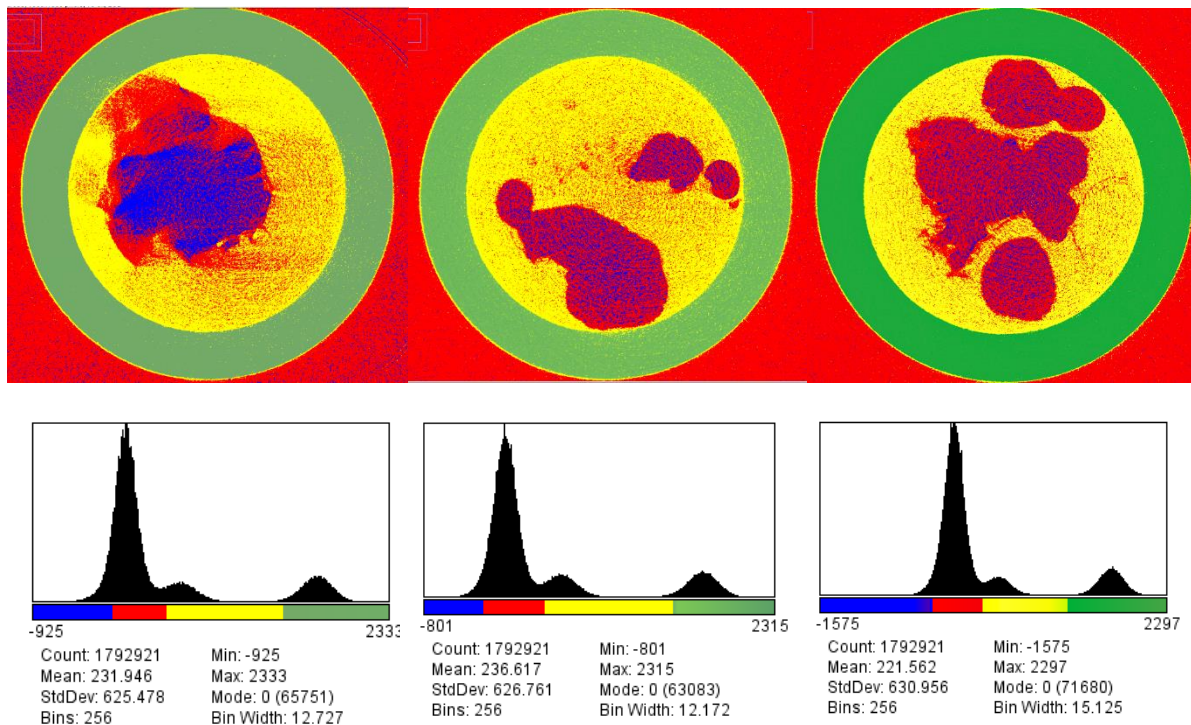 -925 2333
Count: 1792921 Min: -925
Mean: 231.946 Max: 2333
StdDev: 625.478 Mode: 0 (65751)
Bins: 256 Bin Width: 12.727
-801 2315
Count: 1792921 Min: -801
Mean: 236.617 Max: 2315
StdDev: 626.761 Mode: 0 (63083)
Bins: 256 Bin Width: 12.172
-1575 2297
Count: 1792921 Min: -1575
Mean: 221.562 Max: 2297
StdDev: 630.956 Mode: 0 (71680)
Bins: 256 Bin Width: 15.125